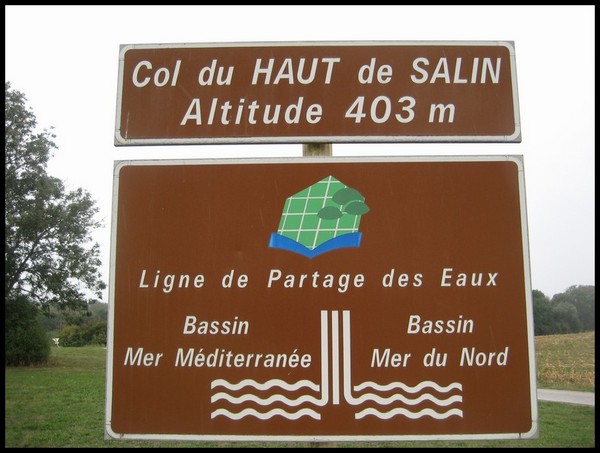 Col du HAUT de SALIN
Altitude 403 m
Ligne de Partage des Eaux
Bassin
Mer Méditerranée
Bassin
Mer du Nord